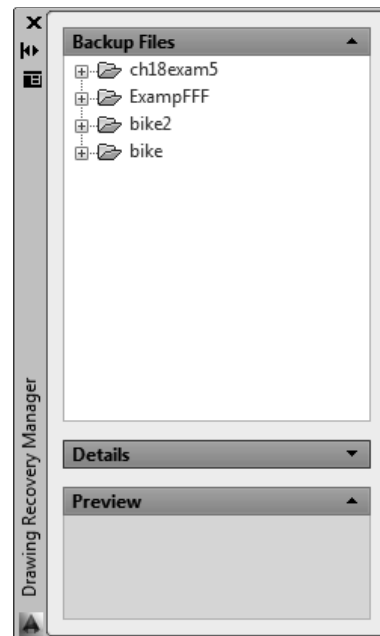 Backup Files
ch18exam5
ExampFFF
bike2
bike
Details
Preview
Drawing Recovery Manager